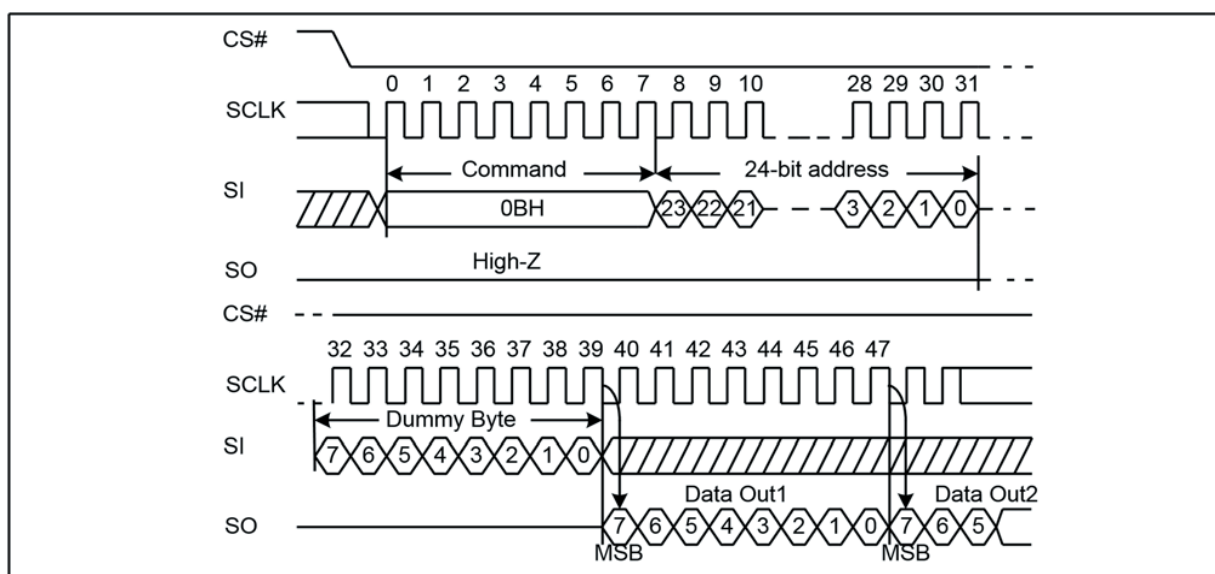 CS#
0 1 2 3 4 5 6 7 8 9 10 28 29 30 31
SCLK
Command 24-bit address
SI
0BH 23 22 21 3 2 1 0
High-Z
SO
CS#
32 33 34 35 36 37 38 39 40 41 42 43 44 45 46 47
SCLK
Dummy Byte
SI
7 6 5 4 3 2 1 0
Data Out1 Data Out2
SO
7 6 5 4 3 2 1 0 7 6 5
MSB MSB